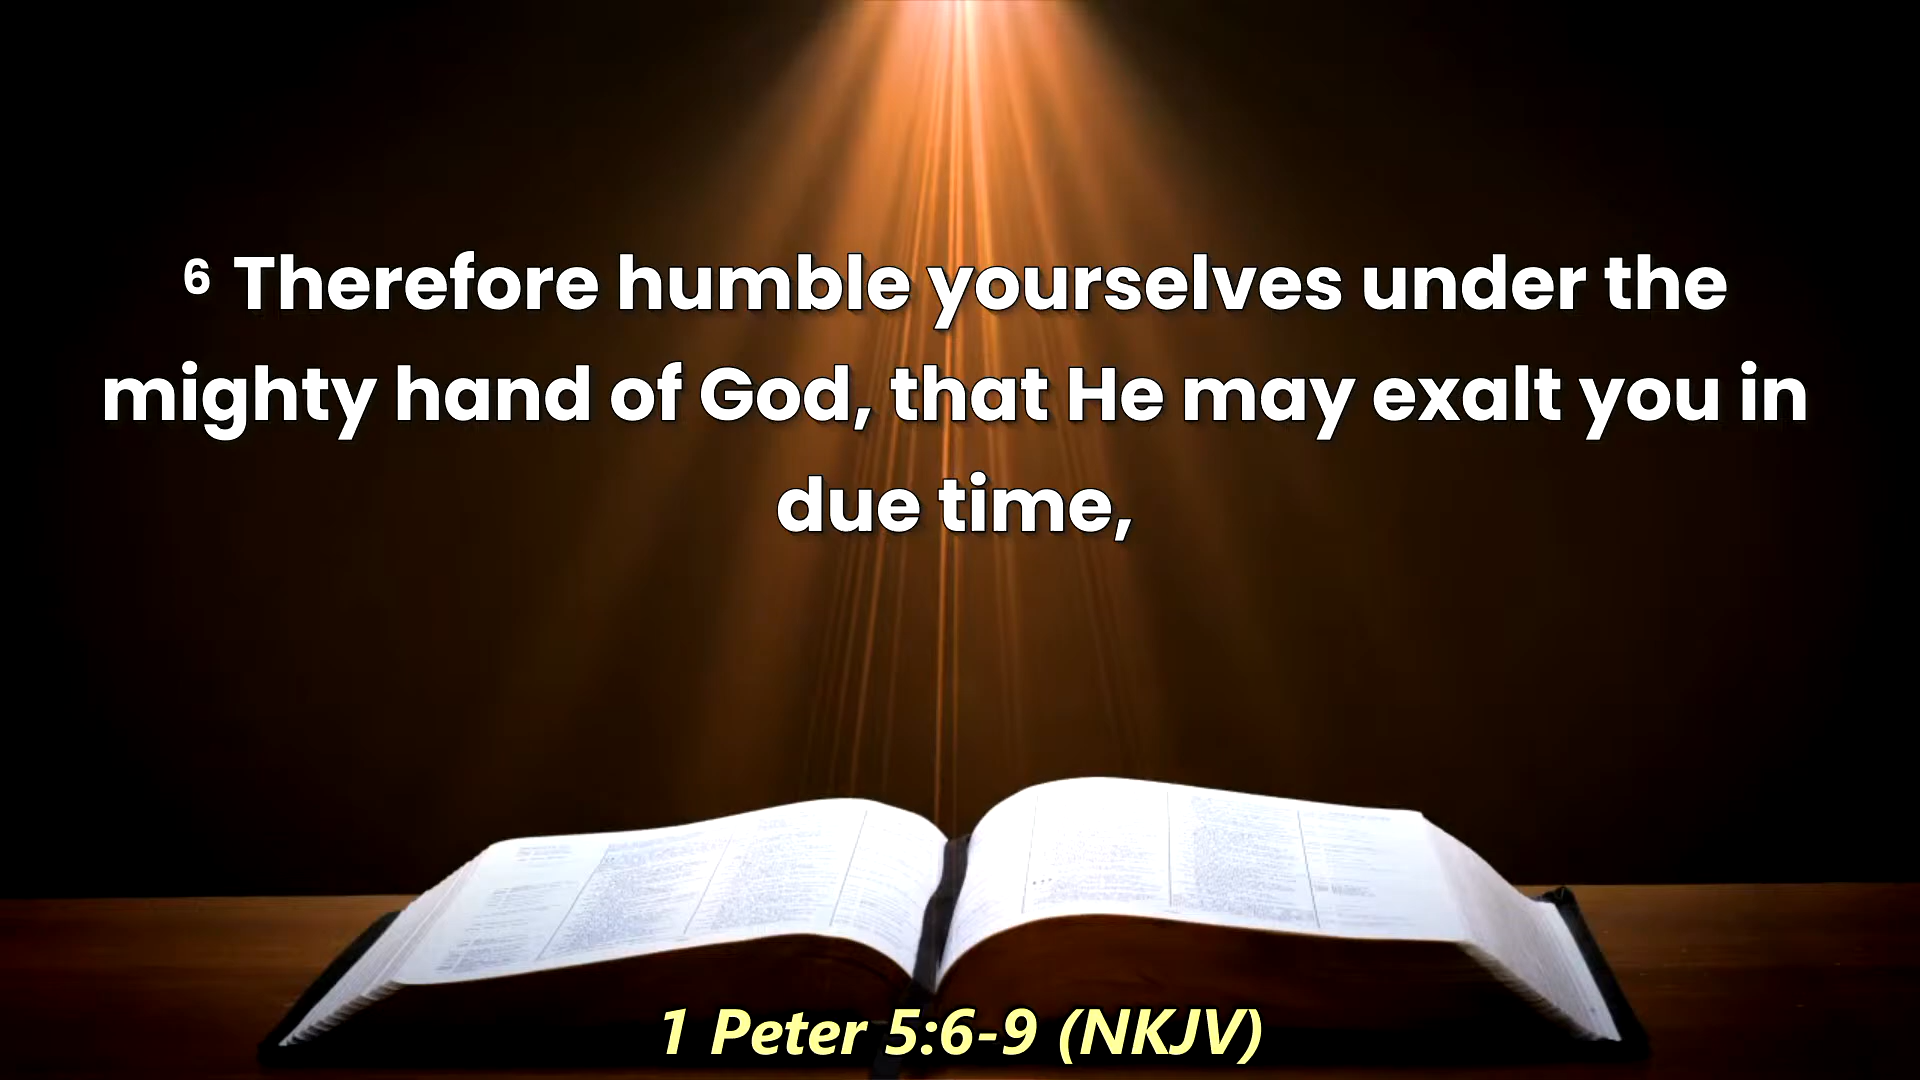 ⁶ Therefore humble yourselves under the
mighty hand of God, that He may exalt you in
due time,
1 Peter 5:6-9 (NKJV)